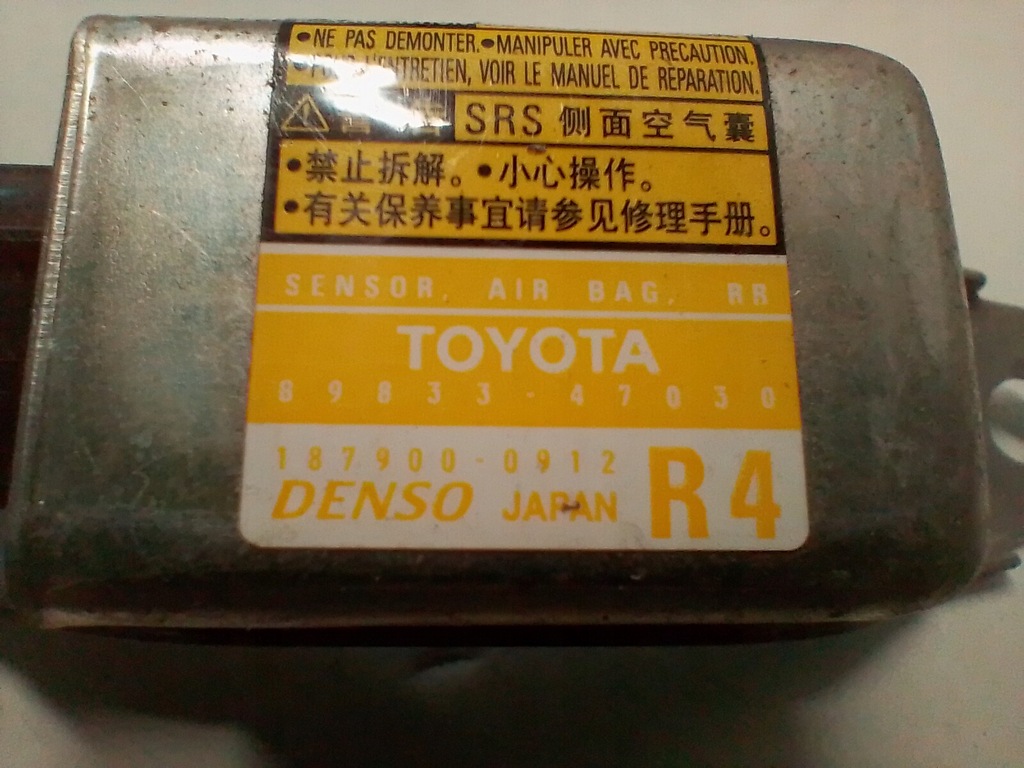 •NE PAS DEMONTER.•MANIPULER AVEC PRECAUTION.
L'ENTRETIEN, VOIR LE MANUEL DE REPARATION.
SRS 侧面空气囊
•禁止拆解。•小心操作。
•有关保养事宜请参见修理手册。
SENSOR, AIR BAG, RR
TOYOTA
89833-47030
187900-0912
DENSO JAPAN R4